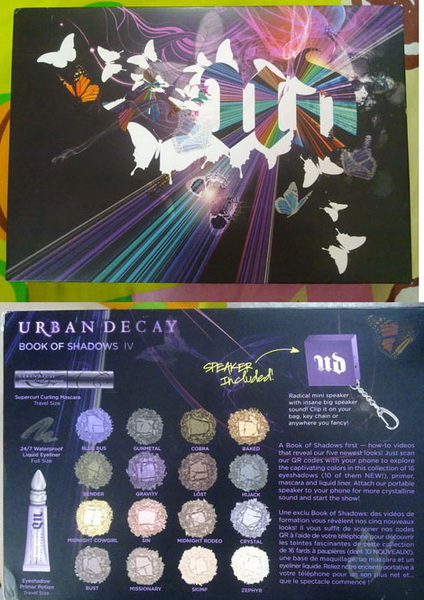 UD
URBAN DECAY
BOOK OF SHADOWS IV
SPEAKER
included!
ud
Supercurl Curling Mascara
Travel Size
Radical mini speaker
with insane big speaker
sound! Clip it on your
bag, key chain or
anywhere you fancy!
24/7 Waterproof
Liquid Eyeliner
Full Size
BLUE BUS
GUNMETAL
COBRA
BAKED
A Book of Shadows first — how-to videos
that reveal our five newest looks! Just scan
our QR codes with your phone to explore
the captivating colors in this collection of
16 eyeshadows (10 of them NEW!), primer,
mascara and liquid liner. Attach our portable
speaker to your phone for more crystalline
sound and start the show!
BENDER
GRAVITY
LOST
HIJACK
ud
MIDNIGHT COWGIRL
SIN
MIDNIGHT RODEO
CRYSTAL
Une exclu Book of Shadows: des vidéos de
formation vous révèlent nos cinq nouveaux
looks! Il vous suffit de scanner nos codes
QR à l'aide de votre téléphone pour découvrir
les teintes fascinantes de cette collection
de 16 fards à paupières (dont 10 NOUVEAUX!),
une base de maquillage, un mascara et un
eyeliner liquide. Reliez notre enceinte portative à
votre téléphone pour un son plus net et...
que le spectacle commence!
Eyeshadow
Primer Potion
Travel Size
BUST
MISSIONARY
SKIMP
ZEPHYR